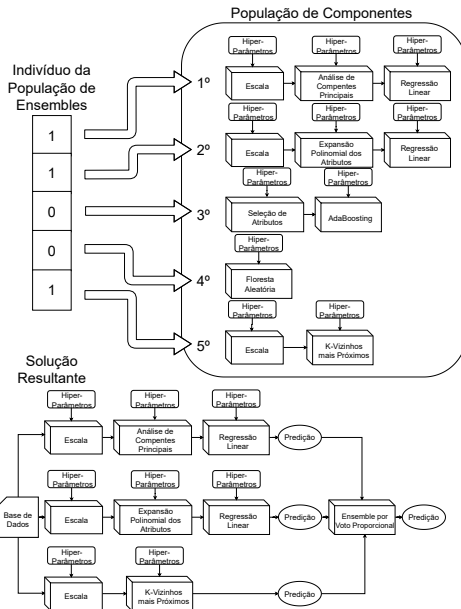 População de Componentes
Indivíduo da
População de
Ensembles
1
1
0
0
1
1º
Hiper-
Parâmetros
Hiper-
Parâmetros
Hiper-
Parâmetros
Escala
Análise de
Compentes
Principais
Regressão
Linear
2º
Hiper-
Parâmetros
Hiper-
Parâmetros
Hiper-
Parâmetros
Escala
Expansão
Polinomial dos
Atributos
Regressão
Linear
3º
Hiper-
Parâmetros
Hiper-
Parâmetros
Seleção de
Atributos
AdaBoosting
4º
Hiper-
Parâmetros
Floresta
Aleatória
5º
Hiper-
Parâmetros
Hiper-
Parâmetros
Escala
K-Vizinhos
mais Próximos
Solução
Resultante
Hiper-
Parâmetros
Hiper-
Parâmetros
Hiper-
Parâmetros
Escala
Análise de
Compentes
Principais
Regressão
Linear
Predição
Hiper-
Parâmetros
Hiper-
Parâmetros
Hiper-
Parâmetros
Base de
Dados
Escala
Expansão
Polinomial dos
Atributos
Regressão
Linear
Predição
Ensemble por
Voto Proporcional
Predição
Hiper-
Parâmetros
Hiper-
Parâmetros
Escala
K-Vizinhos
mais Próximos
Predição